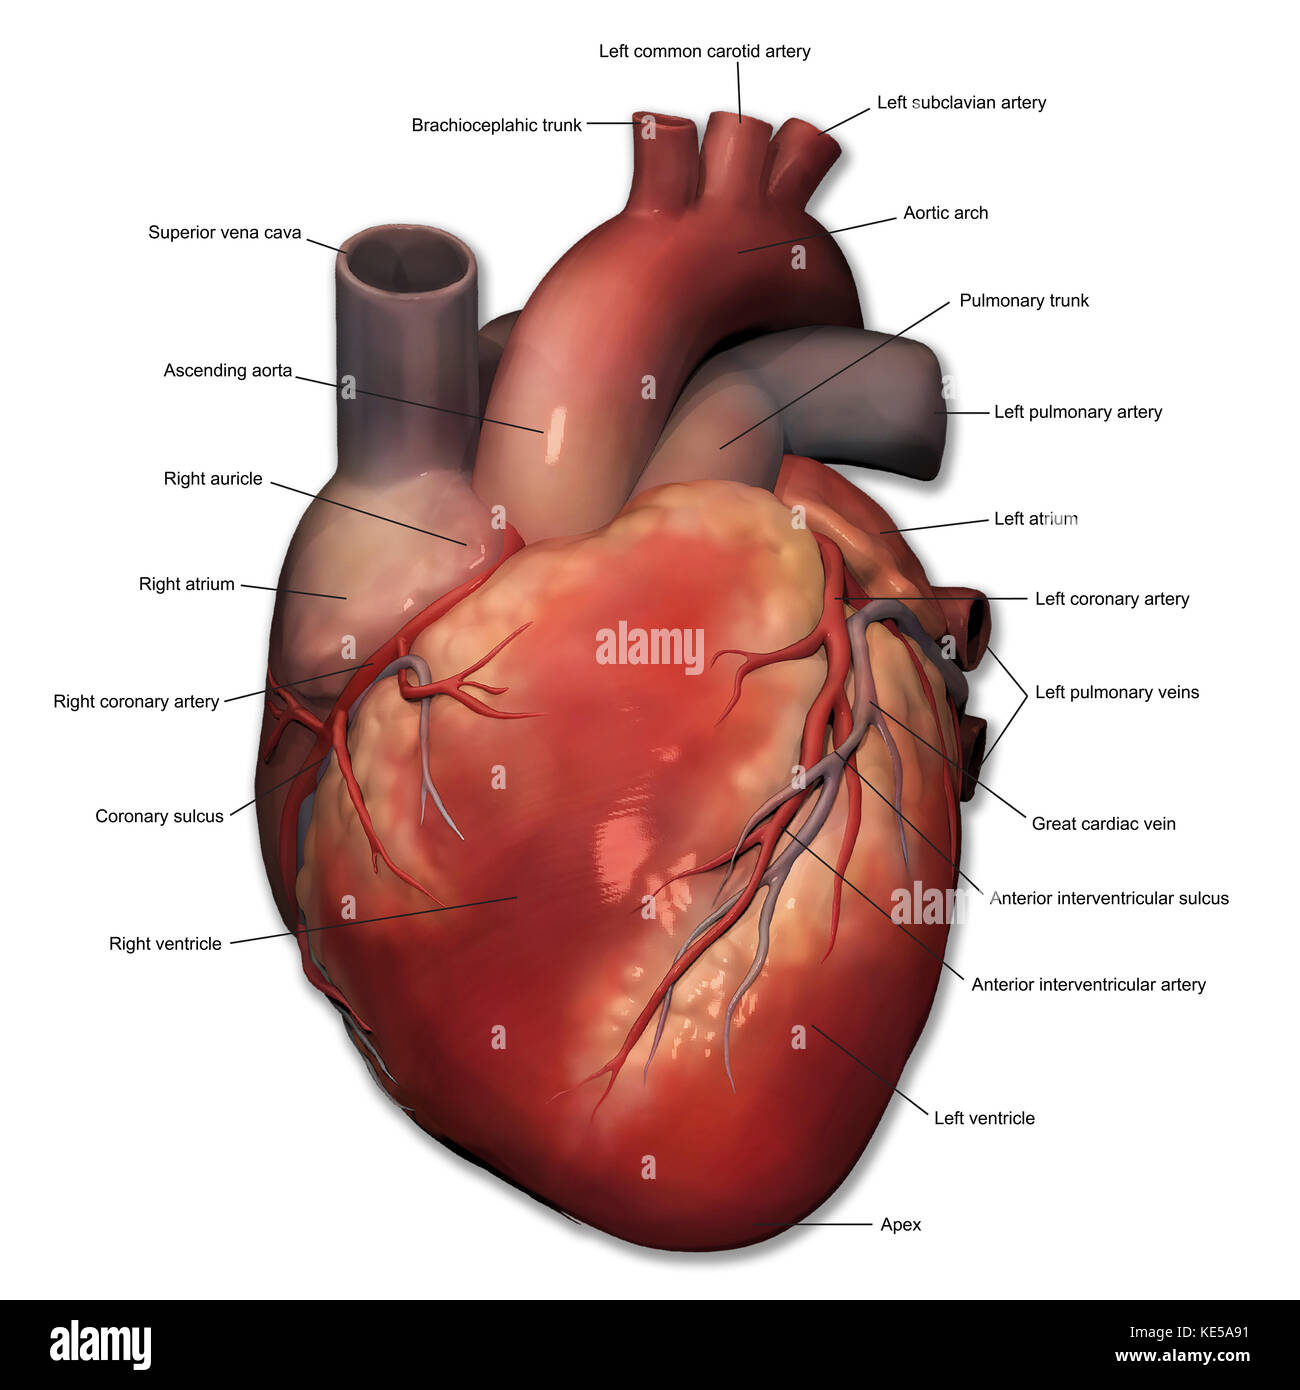 Left common carotid artery
Left subclavian artery
Brachioceplahic trunk
Aortic arch
Superior vena cava
Pulmonary trunk
Ascending aorta
Left pulmonary artery
Right auricle
Left atrium
Right atrium
Left coronary artery
Left pulmonary veins
Right coronary artery
Coronary sulcus
Great cardiac vein
Anterior interventricular sulcus
Right ventricle
Anterior interventricular artery
Left ventricle
Apex
a
alamy
alamy
alamy
Image ID: KE5A91
www.alamy.com